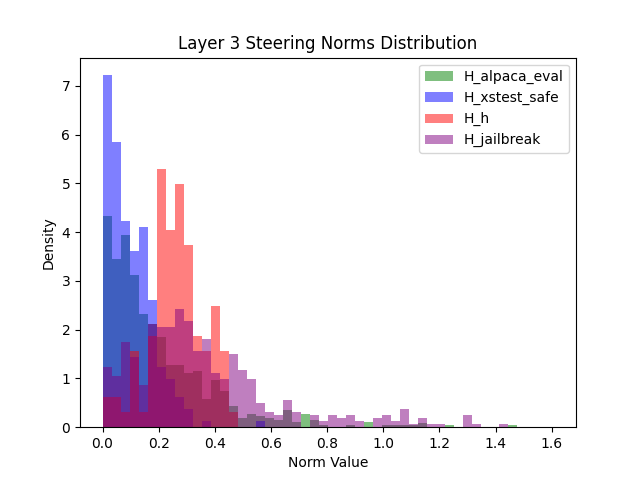 Layer 3 Steering Norms Distribution
H_alpaca_eval
H_xstest_safe
H_h
H_jailbreak
Density
7
6
5
4
3
2
1
0
0.0 0.2 0.4 0.6 0.8 1.0 1.2 1.4 1.6
Norm Value